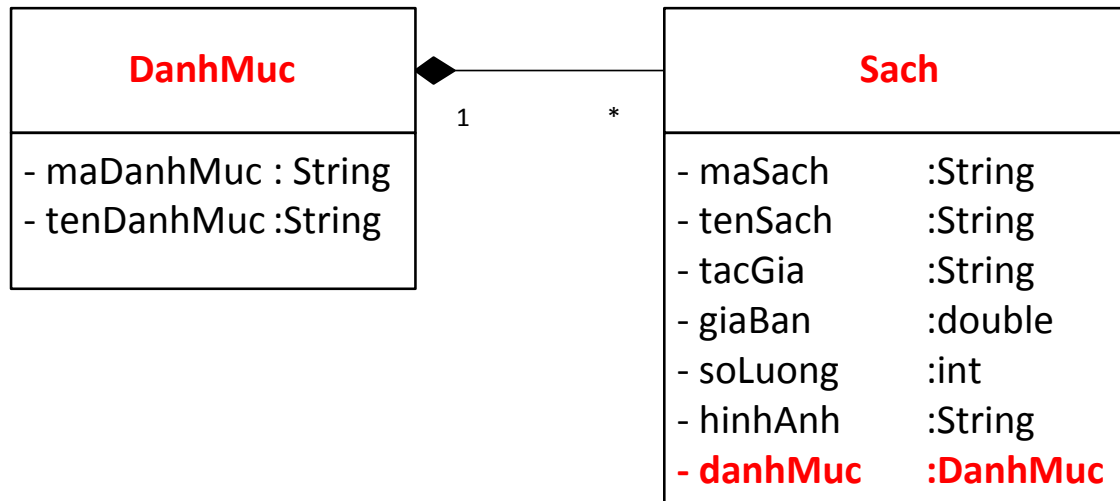 DanhMuc
- maDanhMuc : String
- tenDanhMuc :String
1
*
Sach
- maSach :String
- tenSach :String
- tacGia :String
- giaBan :double
- soLuong :int
- hinhAnh :String
- danhMuc :DanhMuc